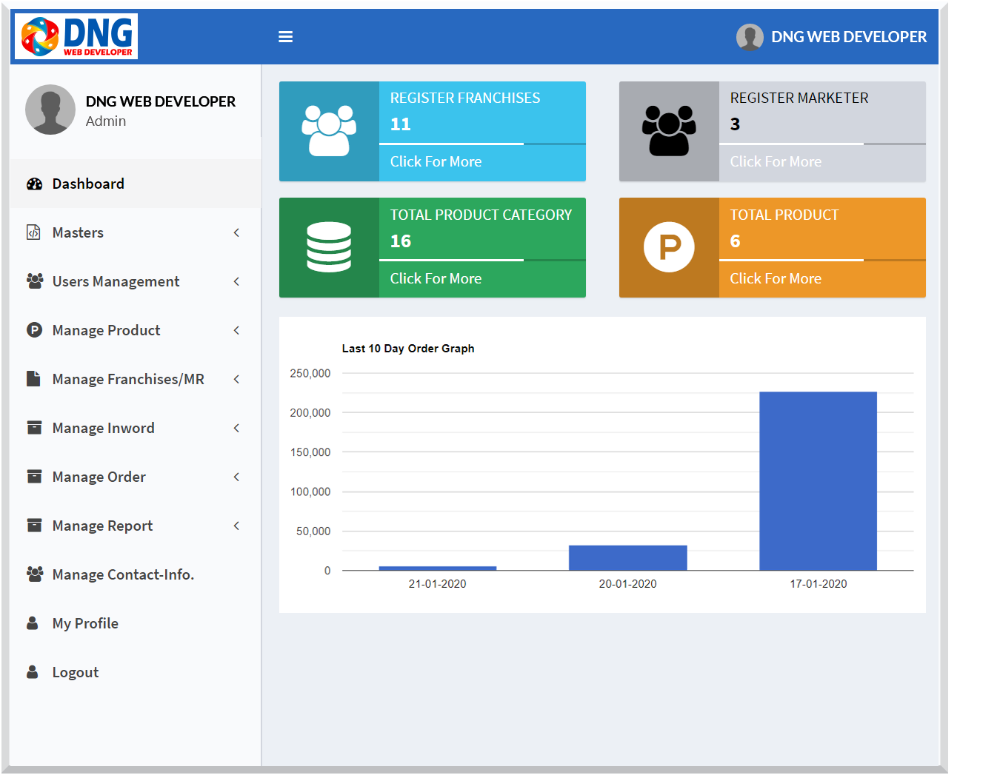 DNG
WEB DEVELOPER
DNG WEB DEVELOPER
DNG WEB DEVELOPER
Admin
Dashboard
Masters
Users Management
Manage Product
Manage Franchises/MR
Manage Inword
Manage Order
Manage Report
Manage Contact-Info.
My Profile
Logout
REGISTER FRANCHISES
11
Click For More
REGISTER MARKETER
3
Click For More
TOTAL PRODUCT CATEGORY
16
Click For More
P
TOTAL PRODUCT
6
Click For More
Last 10 Day Order Graph
250,000
200,000
150,000
100,000
50,000
0
21-01-2020 20-01-2020 17-01-2020